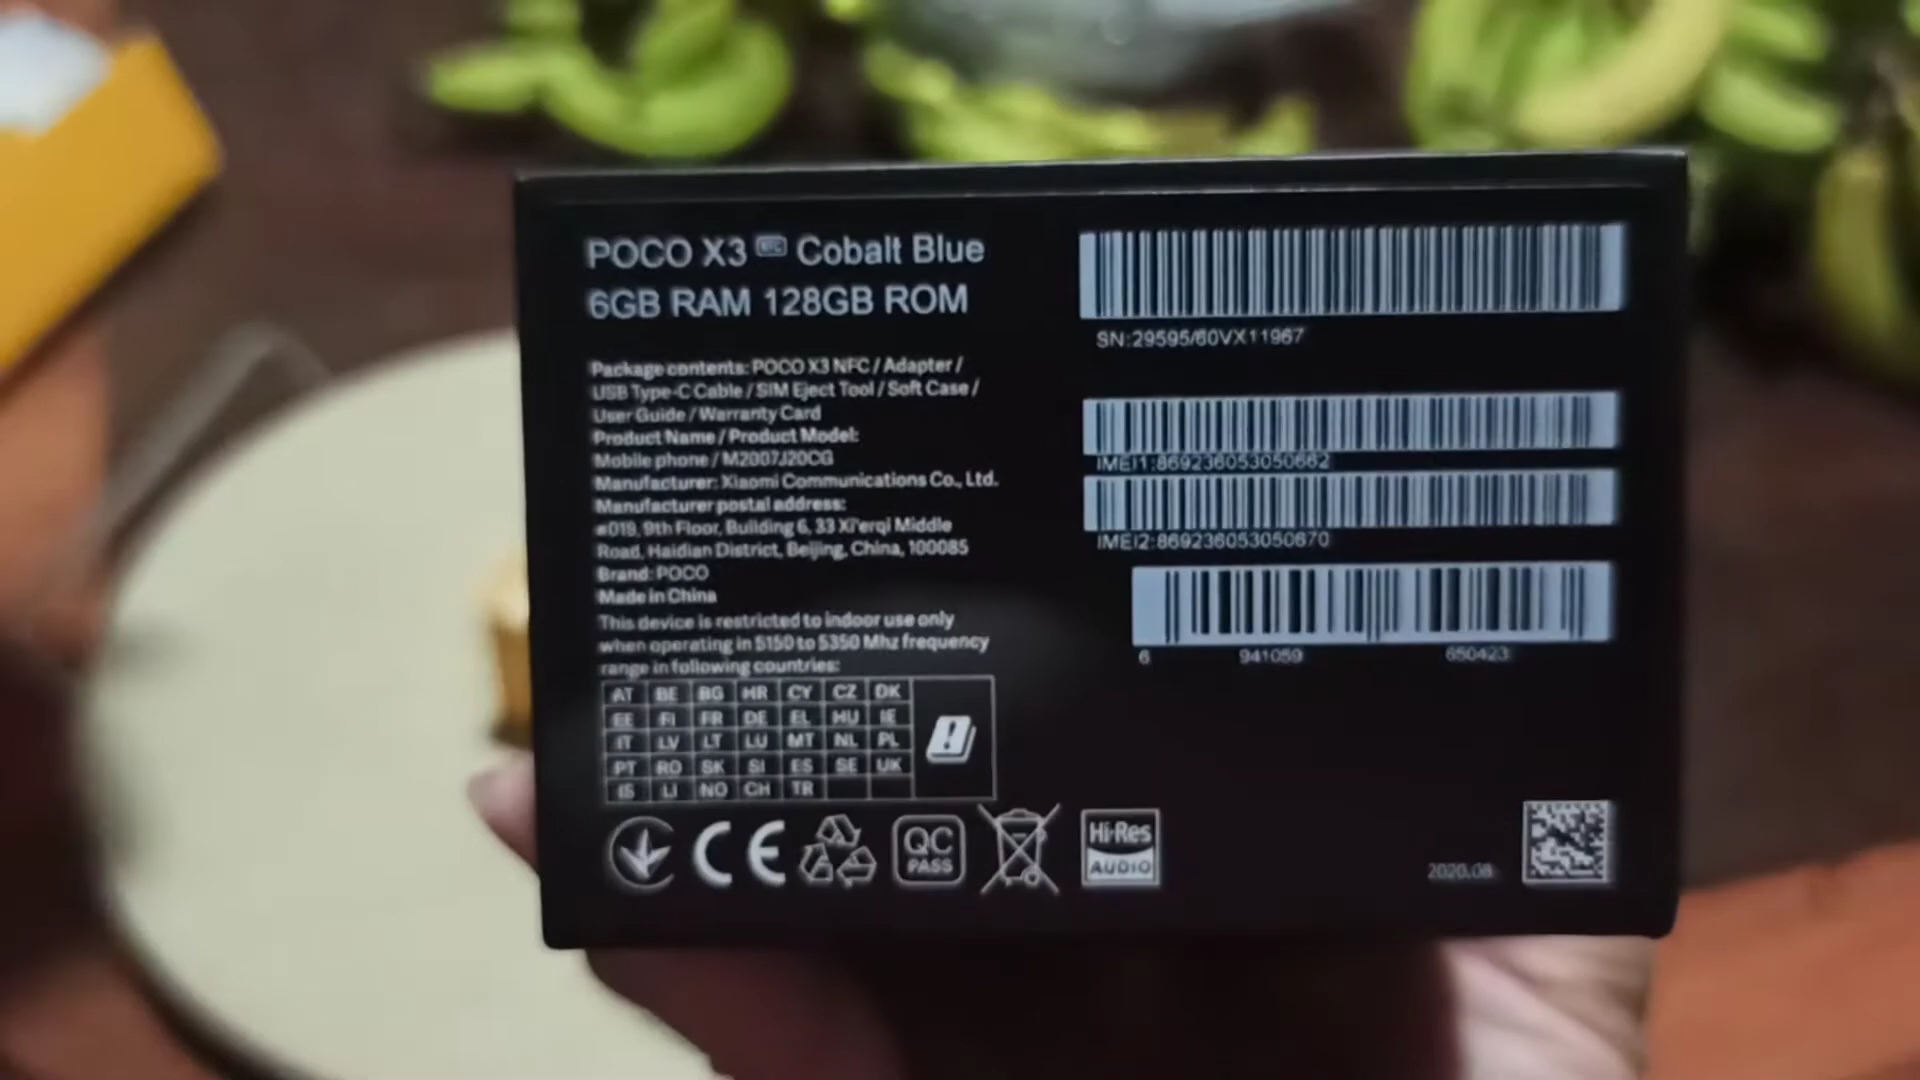 POCO X3 NFC Cobalt Blue
6GB RAM 128GB ROM
Package contents: POCO X3 NFC / Adapter /
USB Type-C Cable / SIM Eject Tool / Soft Case /
User Guide / Warranty Card
Product Name / Product Model:
Mobile phone / M2007J20CG
Manufacturer: Xiaomi Communications Co., Ltd.
Manufacturer postal address:
#019, 9th Floor, Building 6, 33 Xi'erqi Middle
Road, Haidian District, Beijing, China, 100085
Brand: POCO
Made in China
This device is restricted to indoor use only
when operating in 5150 to 5350 Mhz frequency
range in following countries:
AT BE BG HR CY CZ DK
EE FI FR DE EL HU IE
IT LV LT LU MT NL PL
PT RO SK SI ES SE UK
IS LI NO CH TR
CE
QC
PASS
Hi-Res
AUDIO
SN:29595/60VX11967
IMEI1:869236053050662
IMEI2:869236053050670
6 941059 650423
2020.08